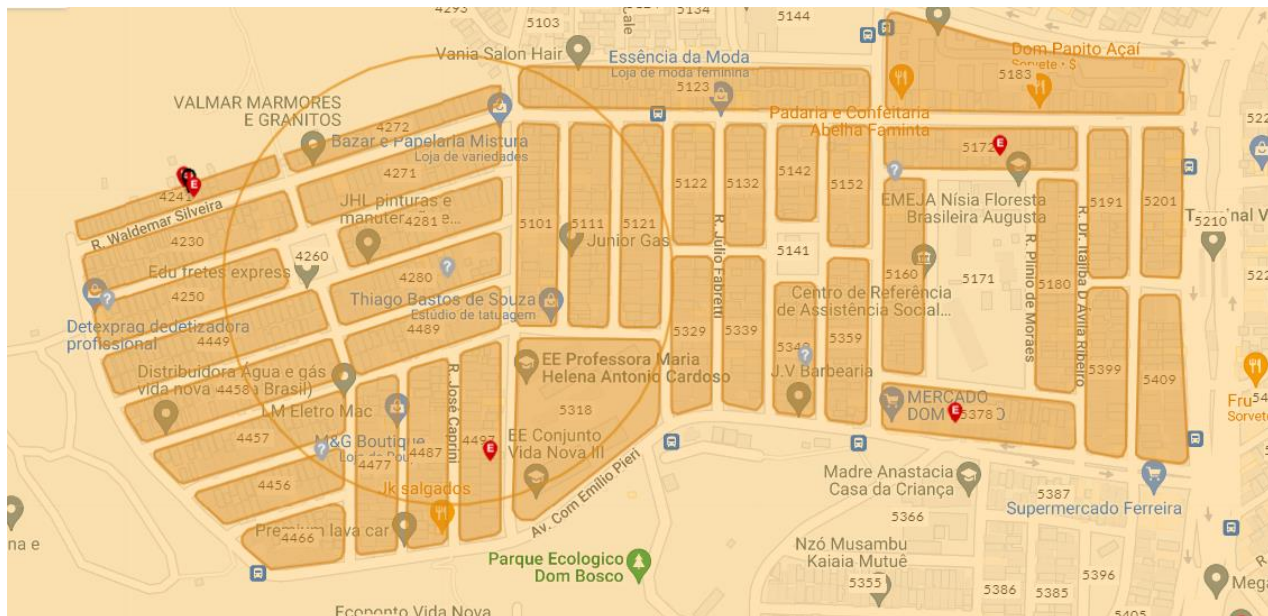 4293
5103
5134
5144
Vania Salon Hair
Essência da Moda
Loja de moda feminina
5123
Dom Papito Açaí
Sorvete · $
5183
VALMAR MARMORES
E GRANITOS
4272
Bazar e Papelaria Mistura
Loja de variedades
Padaria e Confeitaria
Abelha Faminta
5172
4271
5122
5132
5142
5152
EMEJA Nísia Floresta
Brasileira Augusta
4241
R. Waldemar Silveira
JHL pinturas e
4281
5101
5111
5121
Junior Gas
R. Julio Fabretti
5191
5201
5210
4230
4260
Edu fretes express
4280
5141
5160
5171
5180
R. Plinio de Moraes
R. Dr. Itatiba D Avila Ribeiro
4250
Thiago Bastos de Souza
Estúdio de tatuagem
Centro de Referência
de Assistência Social...
Detexprag dedetizadora
profissional
4449
4489
5329
5339
5359
EE Professora Maria
Helena Antonio Cardoso
J.V Barbearia
5399
5409
Distribuidora Água e gás
4458
LM Eletro Mac
R. José Caprini
5318
MERCADO
5378
4457
M&G Boutique
4477
4487
4497
EE Conjunto
Vida Nova III
Av. Com Emílio Pieri
4456
Jk salgados
Madre Anastacia
Casa da Criança
5387
Supermercado Ferreira
5366
4466
Premium lava car
Parque Ecologico
Dom Bosco
Nzó Musambu
Kaiaia Mutuê
5355
5386
5385
5396
Ecoponto Vida Nova